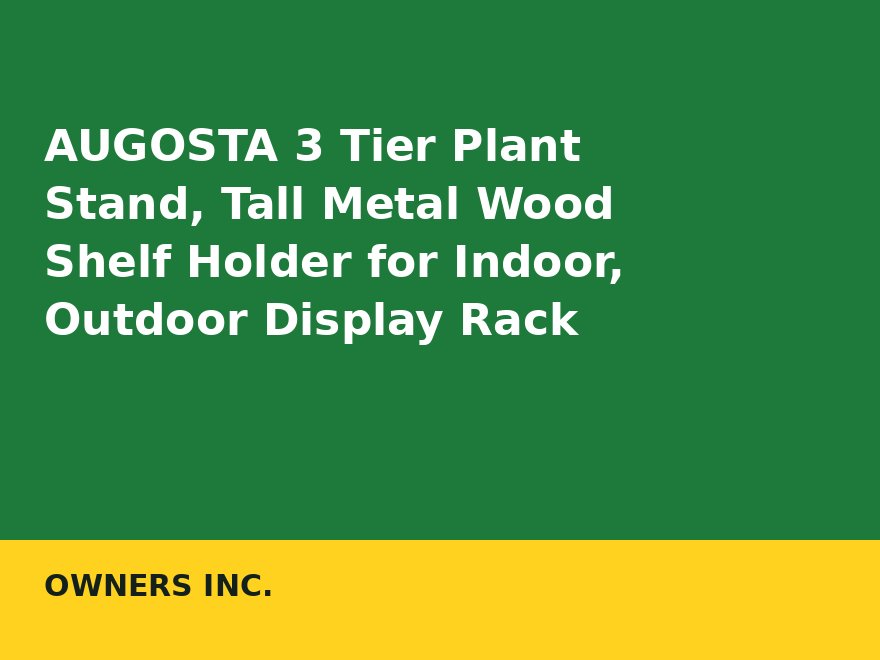 AUGOSTA 3 Tier Plant
Stand, Tall Metal Wood
Shelf Holder for Indoor,
Outdoor Display Rack
OWNERS INC.